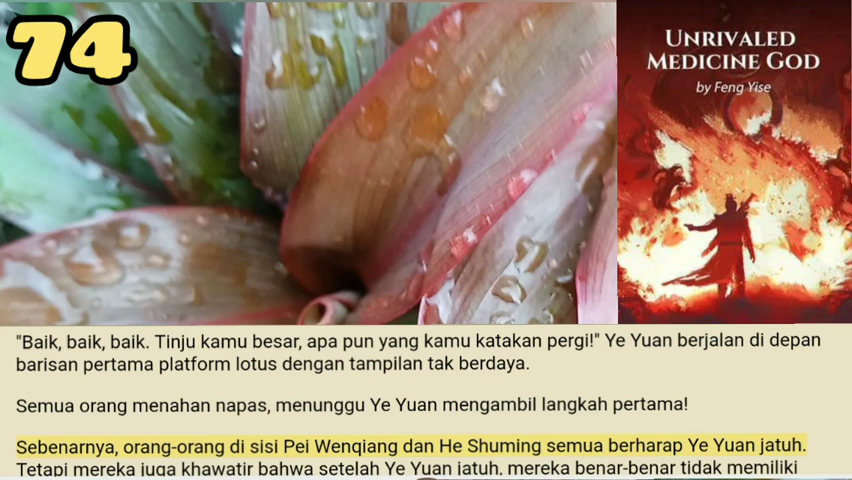 74
UNRIVALED
MEDICINE GOD
by Feng Yise
"Baik, baik, baik. Tinju kamu besar, apa pun yang kamu katakan pergi!" Ye Yuan berjalan di depan
barisan pertama platform lotus dengan tampilan tak berdaya.
Semua orang menahan napas, menunggu Ye Yuan mengambil langkah pertama!
Sebenarnya, orang-orang di sisi Pei Wenqiang dan He Shuming semua berharap Ye Yuan jatuh.
Tetapi mereka juga khawatir bahwa setelah Ye Yuan jatuh, mereka benar-benar tidak memiliki